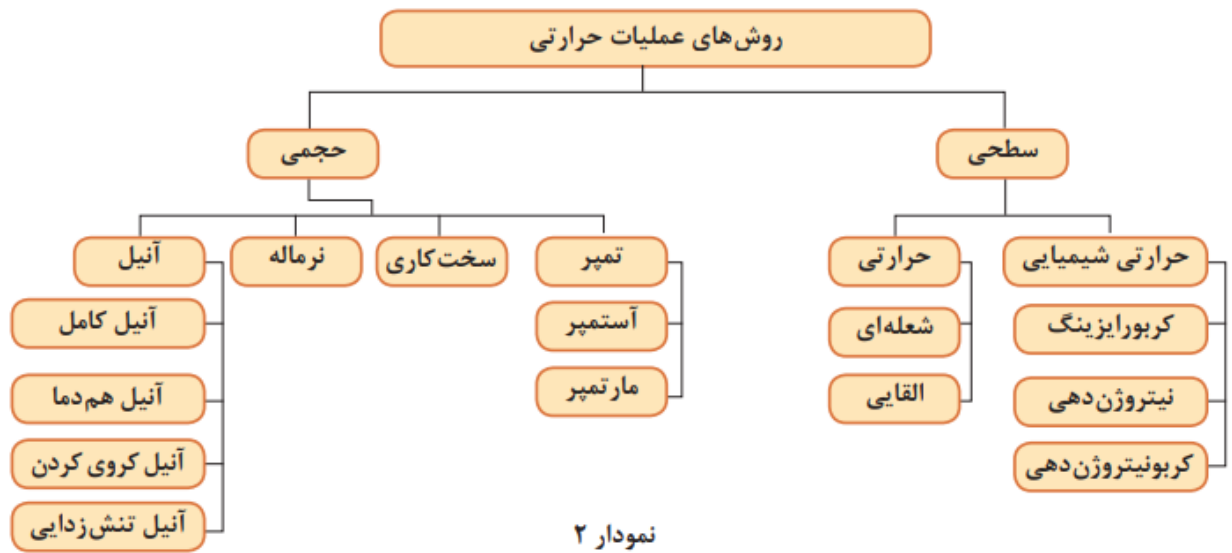 روش‌های عملیات حرارتی
سطحی
حجمی
حرارتی شیمیایی
کربورایزینگ
نیتروژن‌دهی
کربونیتروژن‌دهی
حرارتی
شعله‌ای
القایی
تمپر
آستمپر
مارتمپر
سخت‌کاری
نرماله
آنیل
آنیل کامل
آنیل هم‌دما
آنیل کروی کردن
آنیل تنش‌زدایی
نمودار ۲